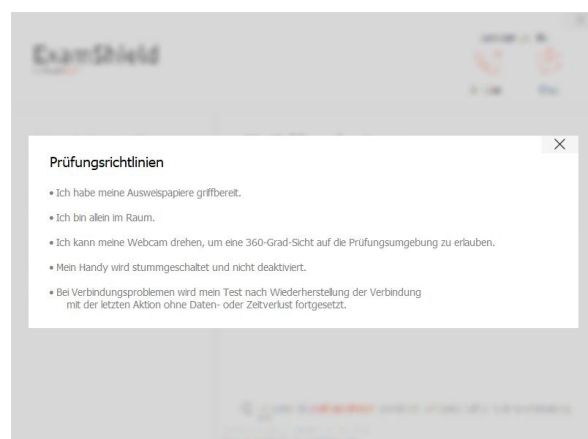 ExamShield
Prüfungsrichtlinien
• Ich habe meine Ausweispapiere griffbereit.
• Ich bin allein im Raum.
• Ich kann meine Webcam drehen, um eine 360-Grad-Sicht auf die Prüfungsumgebung zu erlauben.
• Mein Handy wird stummgeschaltet und nicht deaktiviert.
• Bei Verbindungsproblemen wird mein Test nach Wiederherstellung der Verbindung
mit der letzten Aktion ohne Daten- oder Zeitverlust fortgesetzt.